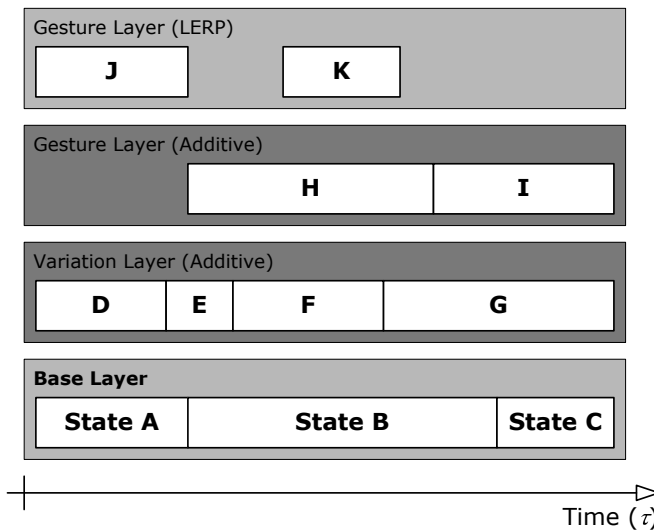 Gesture Layer (LERP)
J K
Gesture Layer (Additive)
H I
Variation Layer (Additive)
D E F G
Base Layer
State A State B State C
Time (τ)